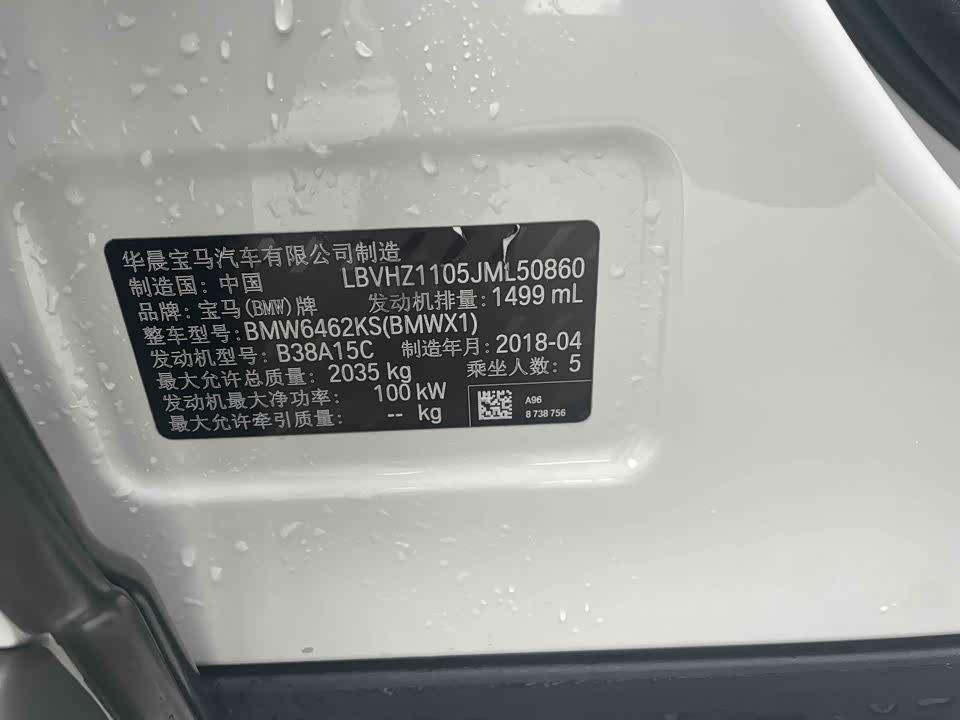 华晨宝马汽车有限公司制造
制造国: 中国 LBVHZ1105JML50860
品牌: 宝马(BMW)牌 发动机排量: 1499 mL
整车型号: BMW6462KS(BMWX1)
发动机型号: B38A15C 制造年月: 2018-04
最大允许总质量: 2035 kg 乘坐人数: 5
发动机最大净功率: 100 kW
最大允许牵引质量: -- kg
A96
8 738 756